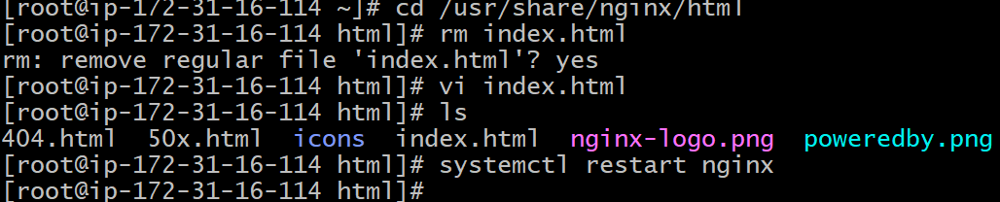 [root@ip-172-31-16-114 ~]# cd /usr/share/nginx/html
[root@ip-172-31-16-114 html]# rm index.html
rm: remove regular file 'index.html'? yes
[root@ip-172-31-16-114 html]# vi index.html
[root@ip-172-31-16-114 html]# ls
404.html  50x.html  icons  index.html  nginx-logo.png  poweredby.png
[root@ip-172-31-16-114 html]# systemctl restart nginx
[root@ip-172-31-16-114 html]#